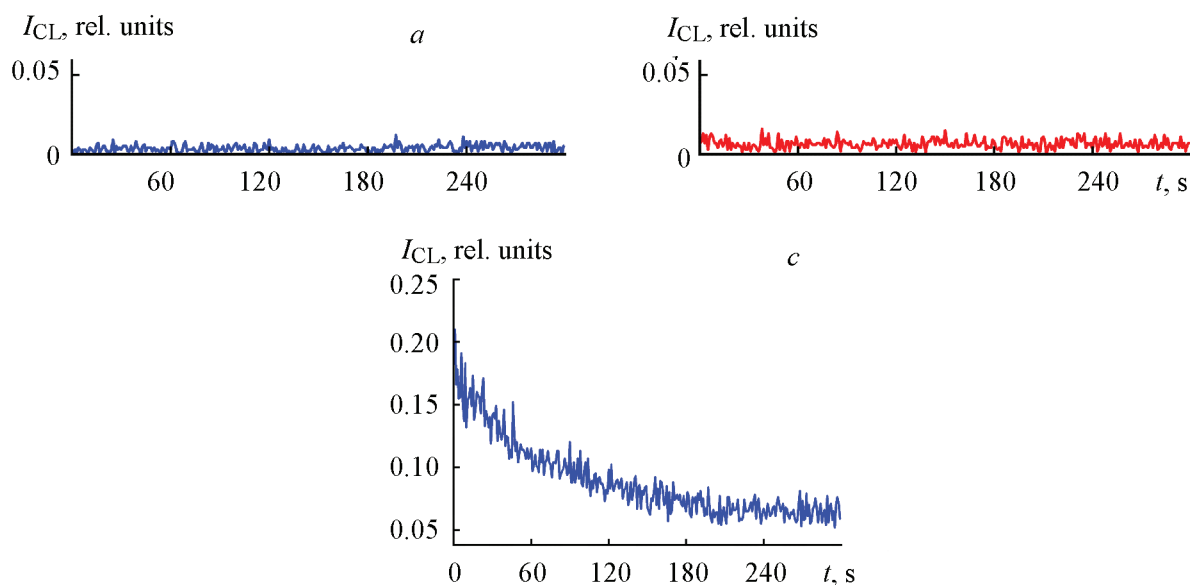 I_CL, rel. units
a
0.05
0
60 120 180 240
I_CL, rel. units
0.05
0
60 120 180 240 t, s
I_CL, rel. units
c
0.25
0.20
0.15
0.10
0.05
0 60 120 180 240 t, s